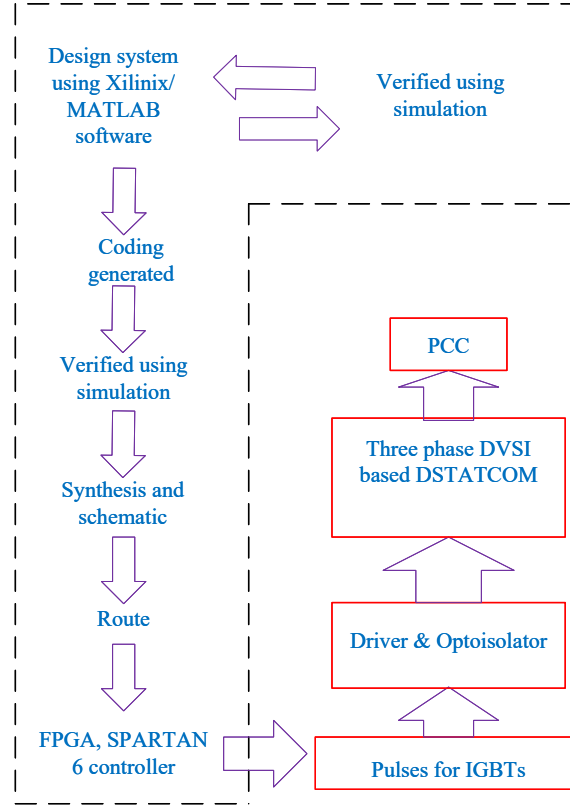 Design system
using Xilinix/
MATLAB
software
Verified using
simulation
Coding
generated
Verified using
simulation
Synthesis and
schematic
Route
FPGA, SPARTAN
6 controller
PCC
Three phase DVSI
based DSTATCOM
Driver & Optoisolator
Pulses for IGBTs